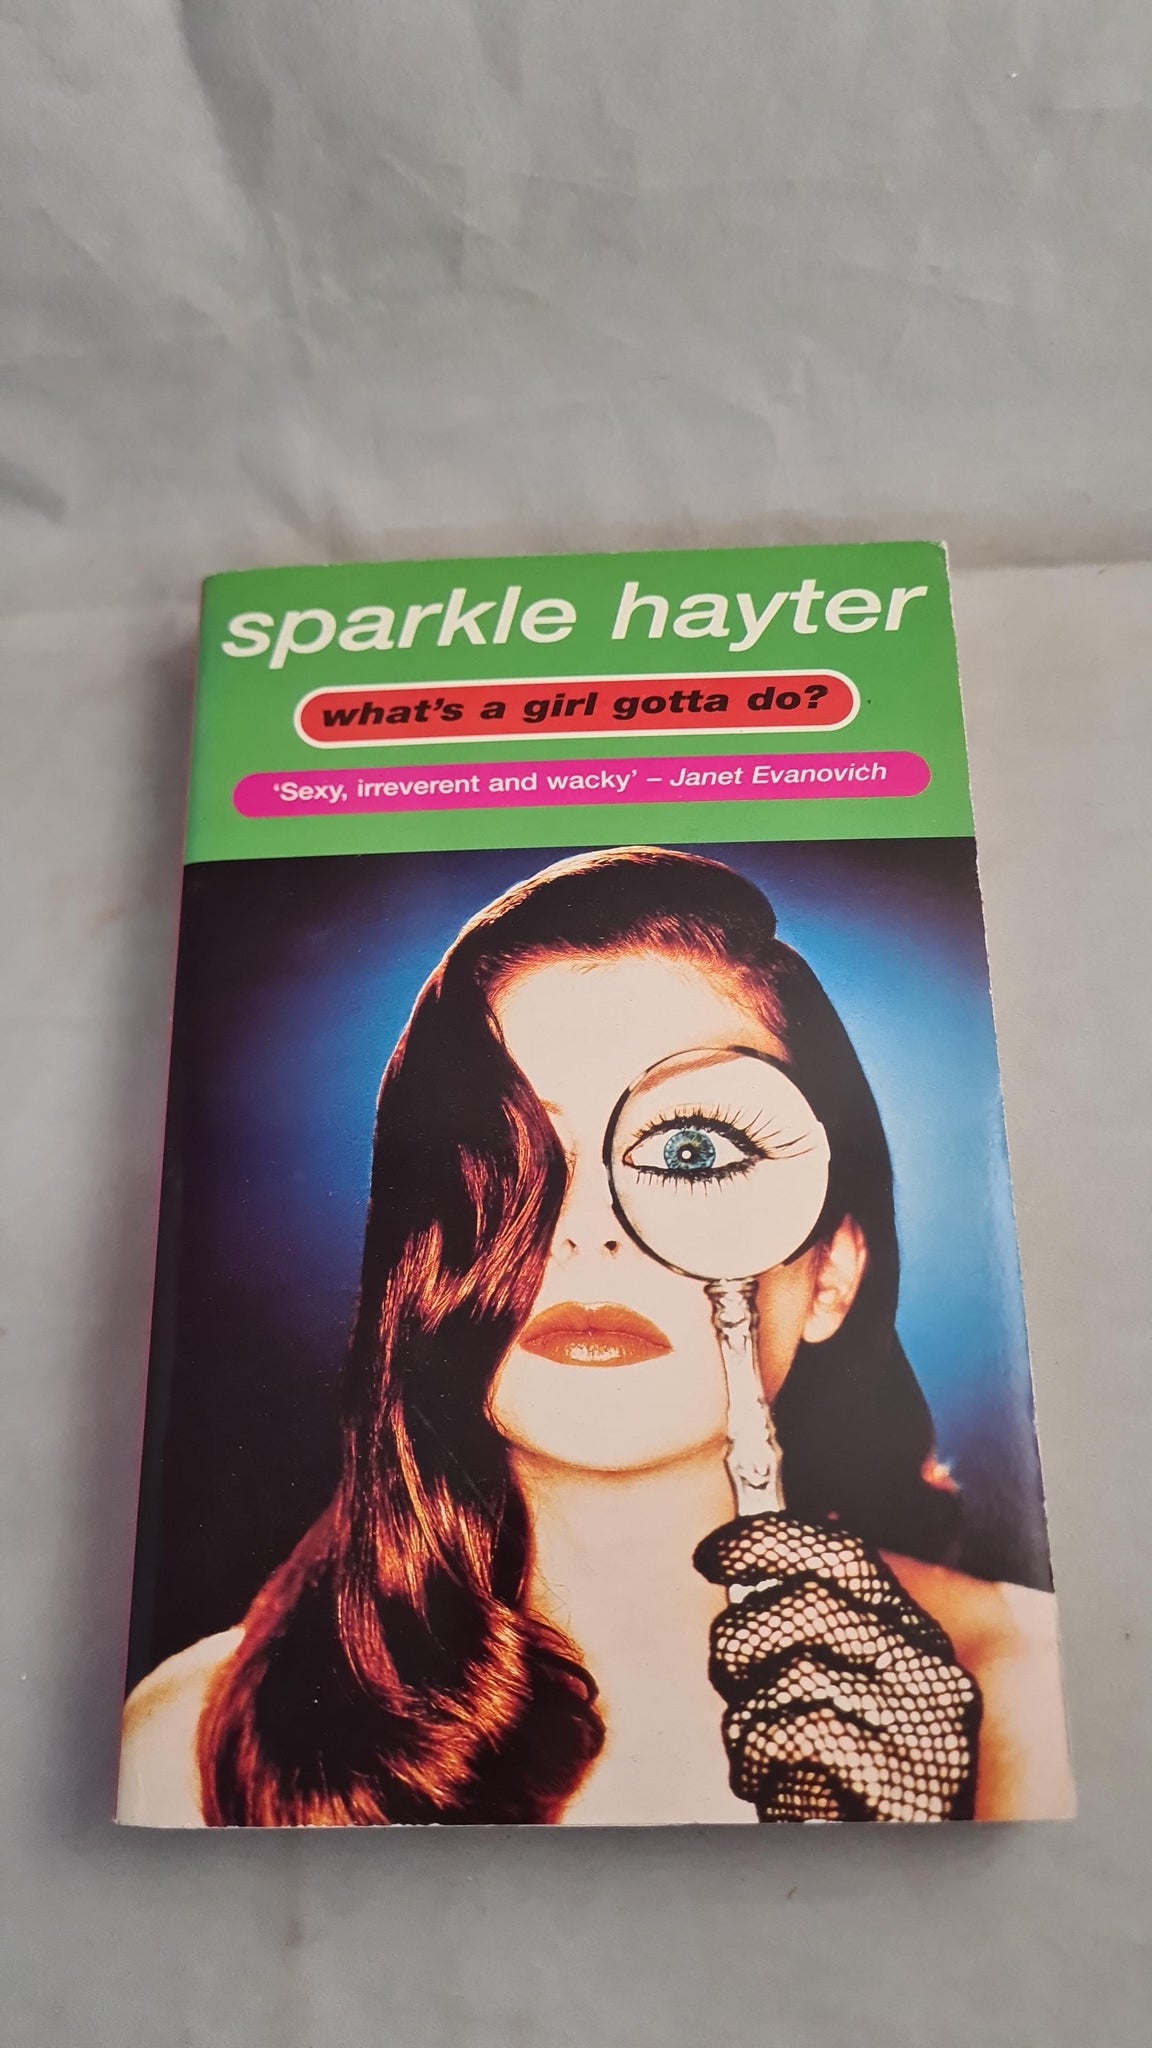 sparkle hayter
what's a girl gotta do?
'Sexy, irreverent and wacky' – Janet Evanovich